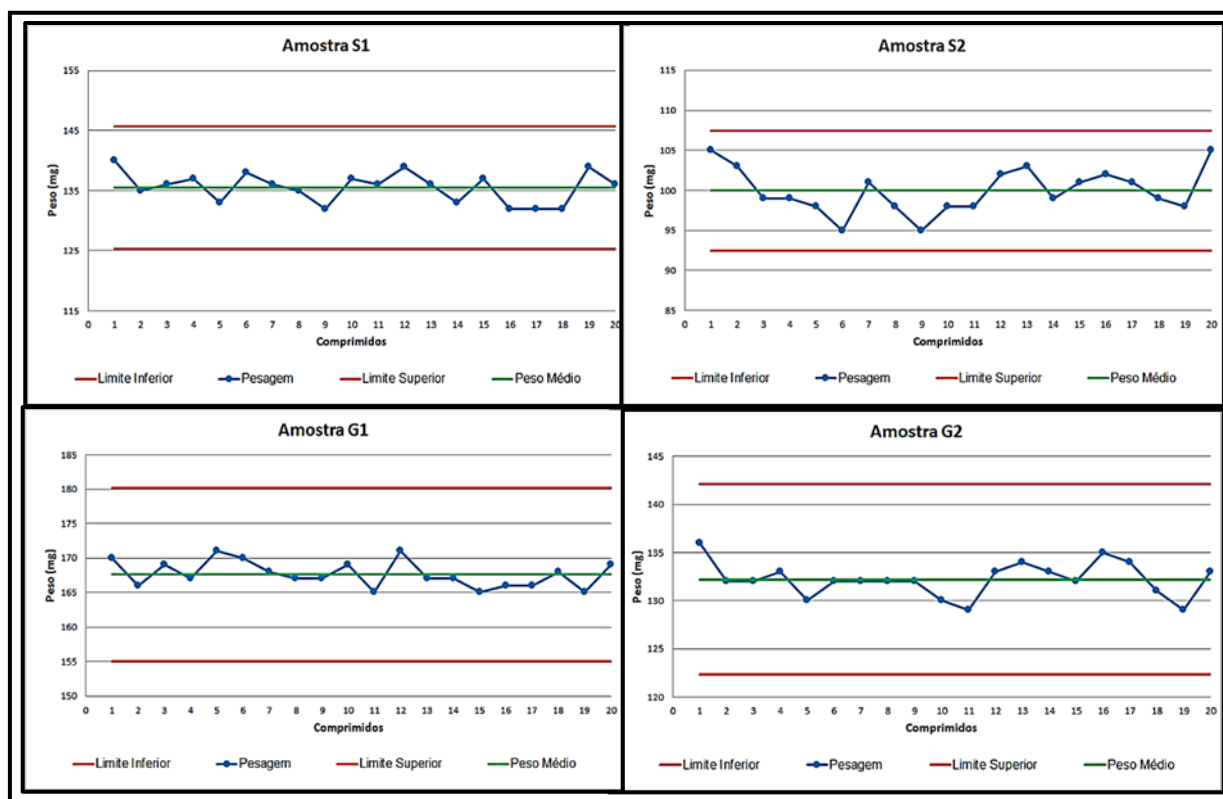 Amostra S1
155
145
135
125
115
Peso (mg)
0 1 2 3 4 5 6 7 8 9 10 11 12 13 14 15 16 17 18 19 20
Comprimidos
Limite Inferior Pesagem Limite Superior Peso Médio
Amostra S2
115
110
105
100
95
90
85
Peso (mg)
0 1 2 3 4 5 6 7 8 9 10 11 12 13 14 15 16 17 18 19 20
Comprimidos
Limite Inferior Pesagem Limite Superior Peso Médio
Amostra G1
185
180
175
170
165
160
155
150
Peso (mg)
0 1 2 3 4 5 6 7 8 9 10 11 12 13 14 15 16 17 18 19 20
Comprimidos
Limite Inferior Pesagem Limite Superior Peso Médio
Amostra G2
145
140
135
130
125
120
Peso (mg)
0 1 2 3 4 5 6 7 8 9 10 11 12 13 14 15 16 17 18 19 20
Comprimidos
Limite Inferior Pesagem Limite Superior Peso Médio